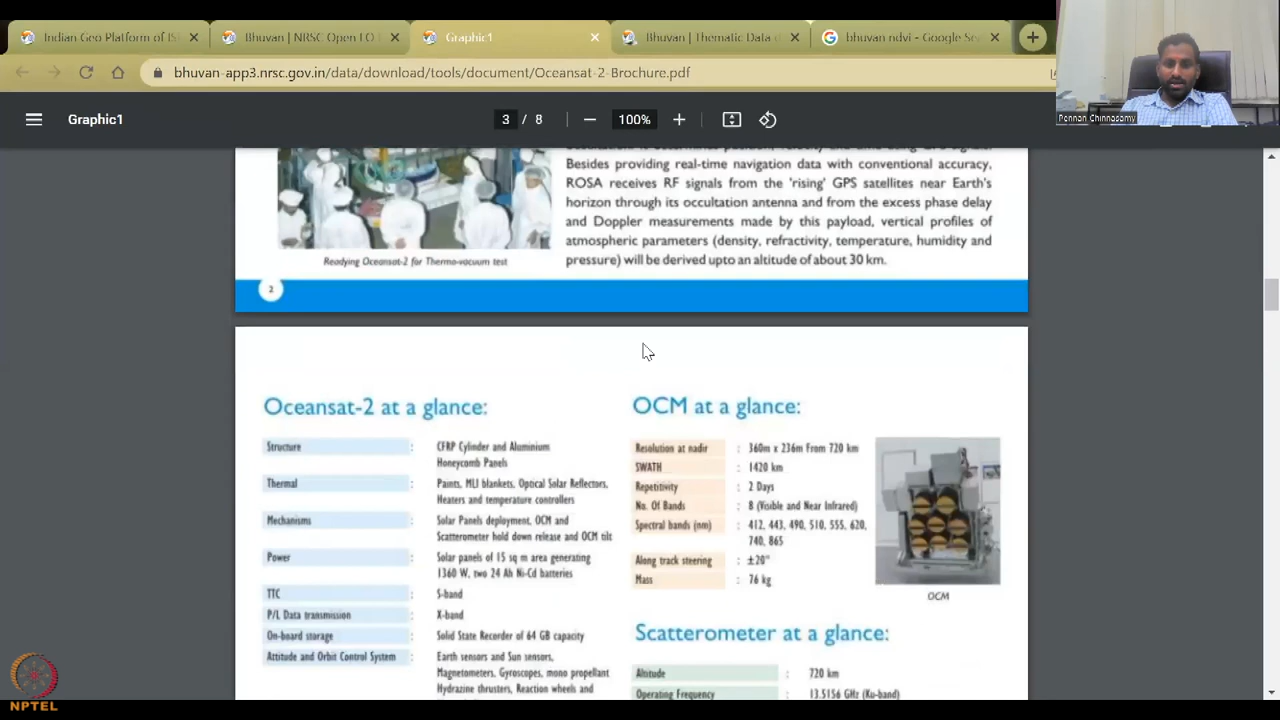 Indian Geo Platform of IS
Bhuvan | NRSC Open EO
Graphic1
Bhuvan | Thematic Data
bhuvan ndvi - Google Se
bhuvan-app3.nrsc.gov.in/data/download/tools/document/Oceansat-2-Brochure.pdf
Pennan Chinnasamy
Graphic1
3 / 8
100%
Besides providing real-time navigation data with conventional accuracy,
ROSA receives RF signals from the 'rising' GPS satellites near Earth's
horizon through its occultation antenna and from the excess phase delay
and Doppler measurements made by this payload, vertical profiles of
atmospheric parameters (density, refractivity, temperature, humidity and
pressure) will be derived upto an altitude of about 30 km.
Readying Oceansat-2 for Thermo-vacuum test
2
Oceansat-2 at a glance:
Structure : CFRP Cylinder and Aluminium
Honeycomb Panels
Thermal : Paints, MLI blankets, Optical Solar Reflectors,
Heaters and temperature controllers
Mechanisms : Solar Panels deployment, OCM and
Scatterometer hold down release and OCM tilt
Power : Solar panels of 15 sq m area generating
1360 W, two 24 Ah Ni-Cd batteries
TTC : S-band
P/L Data transmission : X-band
On-board storage : Solid State Recorder of 64 GB capacity
Attitude and Orbit Control System : Earth sensors and Sun sensors,
Magnetometers, Gyroscopes, mono propellant
Hydrazine thrusters, Reaction wheels and
OCM at a glance:
Resolution at nadir : 360m x 236m From 720 km
SWATH : 1420 km
Repetitivity : 2 Days
No. Of Bands : 8 (Visible and Near Infrared)
Spectral bands (nm) : 412, 443, 490, 510, 555, 620,
740, 865
Along track steering : ±20°
Mass : 76 kg
OCM
Scatterometer at a glance:
Altitude : 720 km
Operating Frequency : 13.5156 GHz (Ku-band)
NPTEL